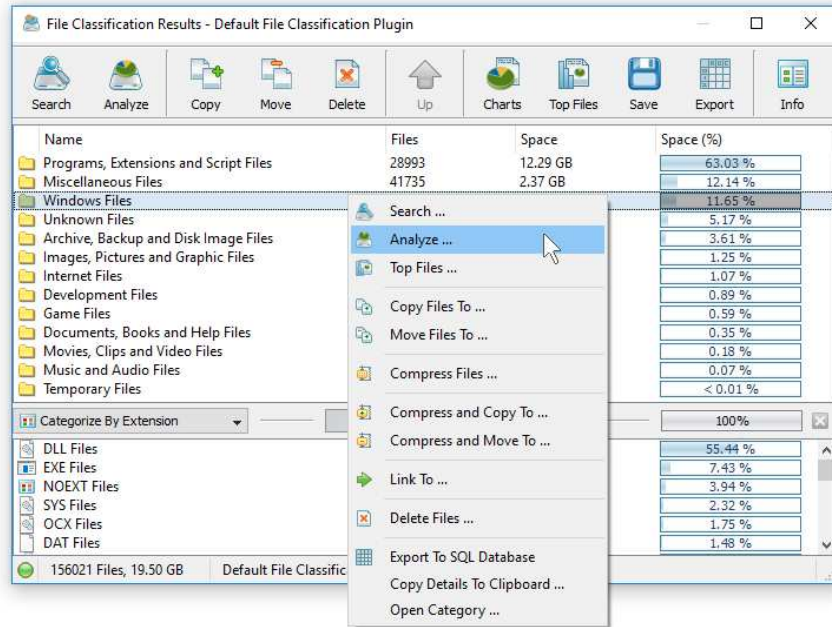 File Classification Results - Default File Classification Plugin
Search Analyze Copy Move Delete Up Charts Top Files Save Export Info
Name Files Space Space (%)
Programs, Extensions and Script Files 28993 12.29 GB 63.03 %
Miscellaneous Files 41735 2.37 GB 12.14 %
Windows Files 11.65 %
Unknown Files 5.17 %
Archive, Backup and Disk Image Files 3.61 %
Images, Pictures and Graphic Files 1.25 %
Internet Files 1.07 %
Development Files 0.89 %
Game Files 0.59 %
Documents, Books and Help Files 0.35 %
Movies, Clips and Video Files 0.18 %
Music and Audio Files 0.07 %
Temporary Files < 0.01 %
Categorize By Extension 100%
DLL Files 55.44 %
EXE Files 7.43 %
NOEXT Files 3.94 %
SYS Files 2.32 %
OCX Files 1.75 %
DAT Files 1.48 %
156021 Files, 19.50 GB Default File Classific
Search ...
Analyze ...
Top Files ...
Copy Files To ...
Move Files To ...
Compress Files ...
Compress and Copy To ...
Compress and Move To ...
Link To ...
Delete Files ...
Export To SQL Database
Copy Details To Clipboard ...
Open Category ...